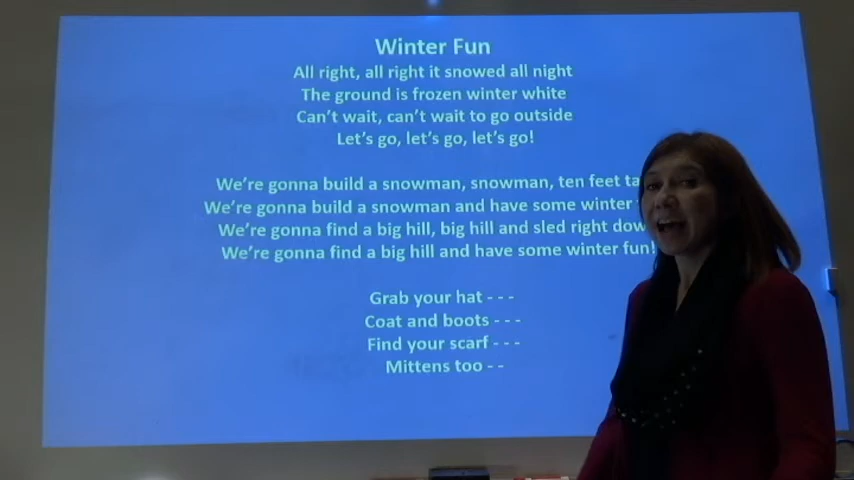 Winter Fun
All right, all right it snowed all night
The ground is frozen winter white
Can't wait, can't wait to go outside
Let's go, let's go, let's go!
We're gonna build a snowman, snowman, ten feet ta
We're gonna build a snowman and have some winter
We're gonna find a big hill, big hill and sled right dow
We're gonna find a big hill and have some winter fun!
Grab your hat - - -
Coat and boots - - -
Find your scarf - - -
Mittens too - -